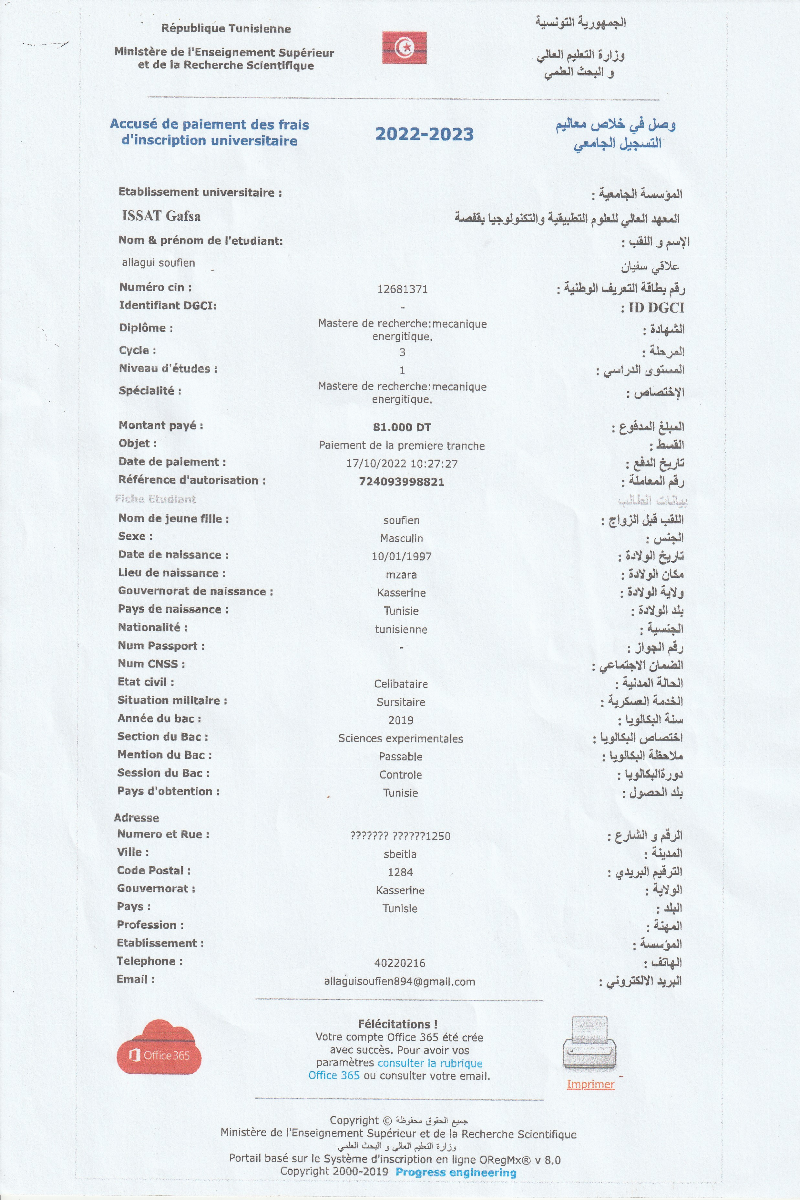 République Tunisienne
الجمهورية التونسية
Ministère de l'Enseignement Supérieur
et de la Recherche Scientifique
وزارة التعليم العالي
و البحث العلمي
Accusé de paiement des frais
d'inscription universitaire
2022-2023
وصل في خلاص معاليم
التسجيل الجامعي
Etablissement universitaire :
المؤسسة الجامعية :
ISSAT Gafsa
المعهد العالي للعلوم التطبيقية والتكنولوجيا بقفصة
Nom & prénom de l'etudiant:
الإسم و اللقب :
allagui soufien
علاقي سفيان
Numéro cin : 12681371 رقم بطاقة التعريف الوطنية :
Identifiant DGCI: - ID DGCI :
Diplôme : Mastere de recherche:mecanique الشهادة :
energitique.
Cycle : 3 المرحلة :
Niveau d'études : 1 المستوى الدراسي :
Spécialité : Mastere de recherche:mecanique الإختصاص :
energitique.
Montant payé : 81.000 DT المبلغ المدفوع :
Objet : Paiement de la premiere tranche القسط :
Date de paiement : 17/10/2022 10:27:27 تاريخ الدفع :
Référence d'autorisation : 724093998821 رقم المعاملة :
Fiche Etudiant بيانات الطالب
Nom de jeune fille : soufien اللقب قبل الزواج :
Sexe : Masculin الجنس :
Date de naissance : 10/01/1997 تاريخ الولادة :
Lieu de naissance : mzara مكان الولادة :
Gouvernorat de naissance : Kasserine ولاية الولادة :
Pays de naissance : Tunisie بلد الولادة :
Nationalité : tunisienne الجنسية :
Num Passport : - رقم الجواز :
Num CNSS : الضمان الاجتماعي :
Etat civil : Celibataire الحالة المدنية :
Situation militaire : Sursitaire الخدمة العسكرية :
Année du bac : 2019 سنة البكالويا :
Section du Bac : Sciences experimentales اختصاص البكالويا :
Mention du Bac : Passable ملاحظة البكالويا :
Session du Bac : Controle دورةالبكالويا :
Pays d'obtention : Tunisie بلد الحصول :
Adresse
Numero et Rue : ??????? ??????1250 الرقم و الشارع :
Ville : sbeitla المدينة :
Code Postal : 1284 الترقيم البريدي :
Gouvernorat : Kasserine الولاية :
Pays : Tunisie البلد :
Profession : المهنة :
Etablissement : المؤسسة :
Telephone : 40220216 الهاتف :
Email : allaguisoufien894@gmail.com البريد الالكتروني :
Office 365
Félécitations !
Votre compte Office 365 été crée
avec succès. Pour avoir vos
paramètres consulter la rubrique
Office 365 ou consulter votre email.
Imprimer
Copyright © جميع الحقوق محفوظة
Ministère de l'Enseignement Supérieur et de la Recherche Scientifique
وزارة التعليم العالي و البحث العلمي
Portail basé sur le Système d'inscription en ligne ORegMx® v 8,0
Copyright 2000-2019 Progress engineering